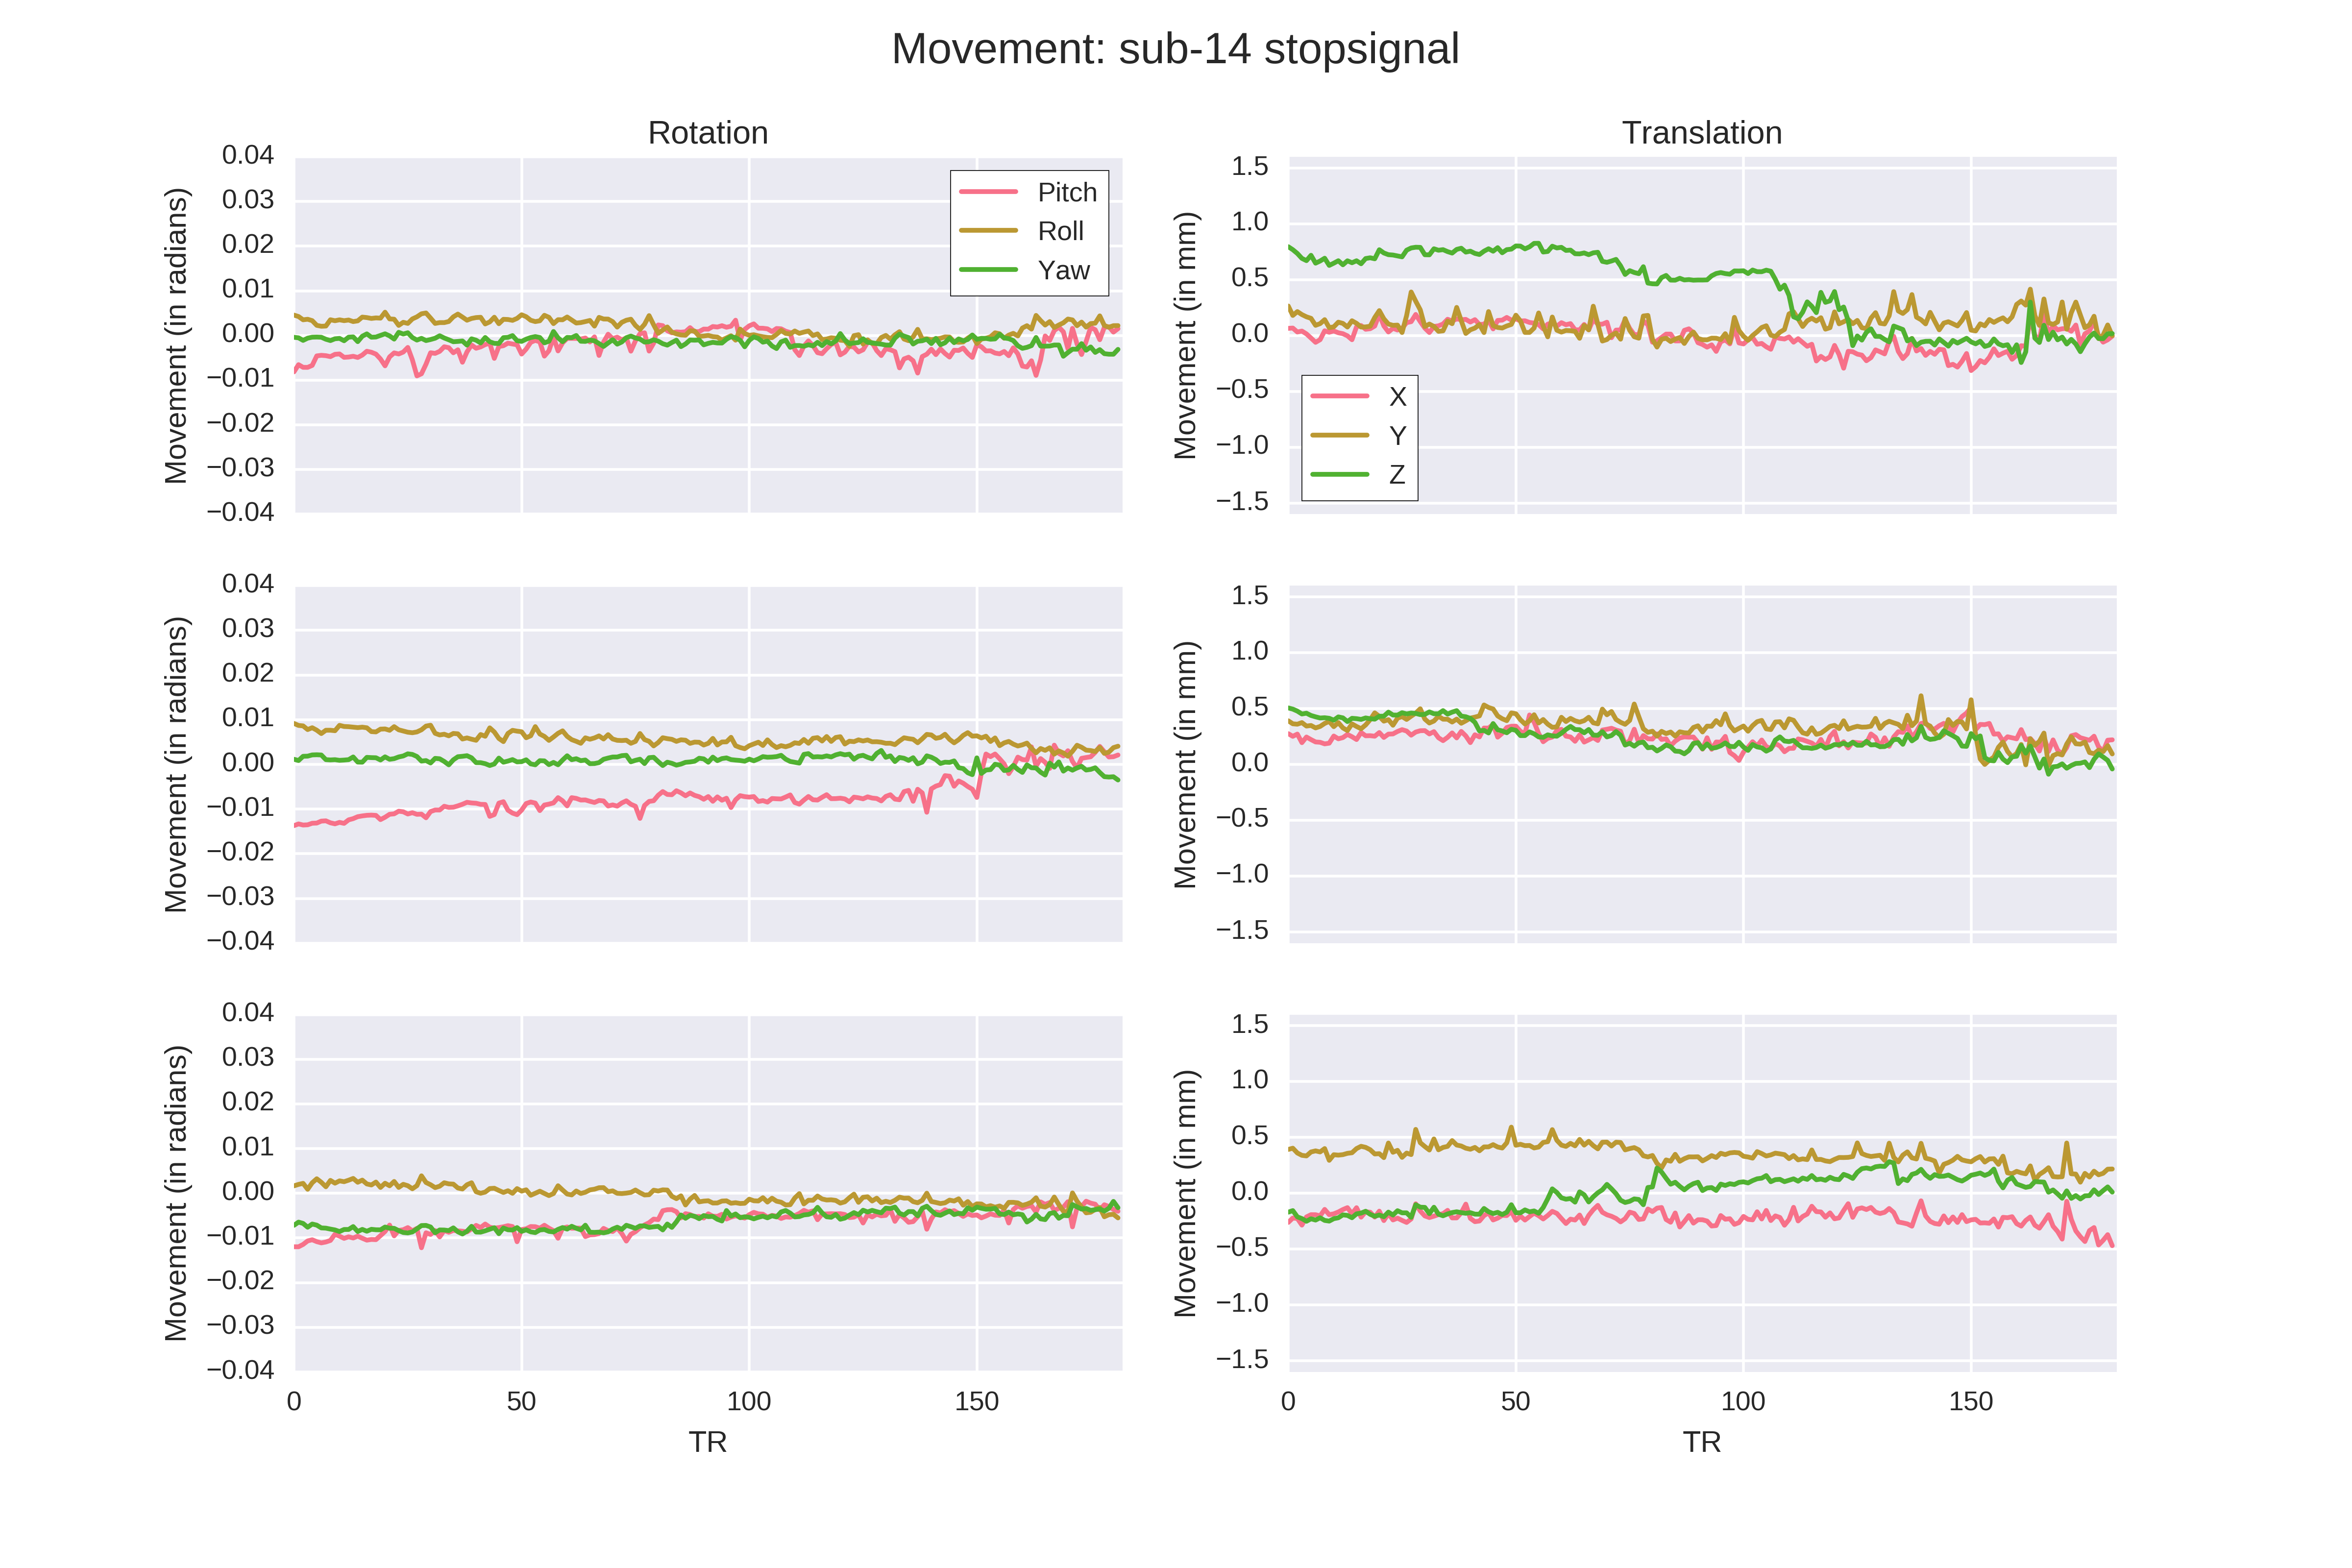 Movement: sub-14 stopsignal
Rotation
Translation
Movement (in radians)
0.04
0.03
0.02
0.01
0.00
−0.01
−0.02
−0.03
−0.04
Pitch
Roll
Yaw
Movement (in mm)
1.5
1.0
0.5
0.0
−0.5
−1.0
−1.5
X
Y
Z
Movement (in radians)
0.04
0.03
0.02
0.01
0.00
−0.01
−0.02
−0.03
−0.04
Movement (in mm)
1.5
1.0
0.5
0.0
−0.5
−1.0
−1.5
Movement (in radians)
0.04
0.03
0.02
0.01
0.00
−0.01
−0.02
−0.03
−0.04
0 50 100 150
TR
Movement (in mm)
1.5
1.0
0.5
0.0
−0.5
−1.0
−1.5
0 50 100 150
TR